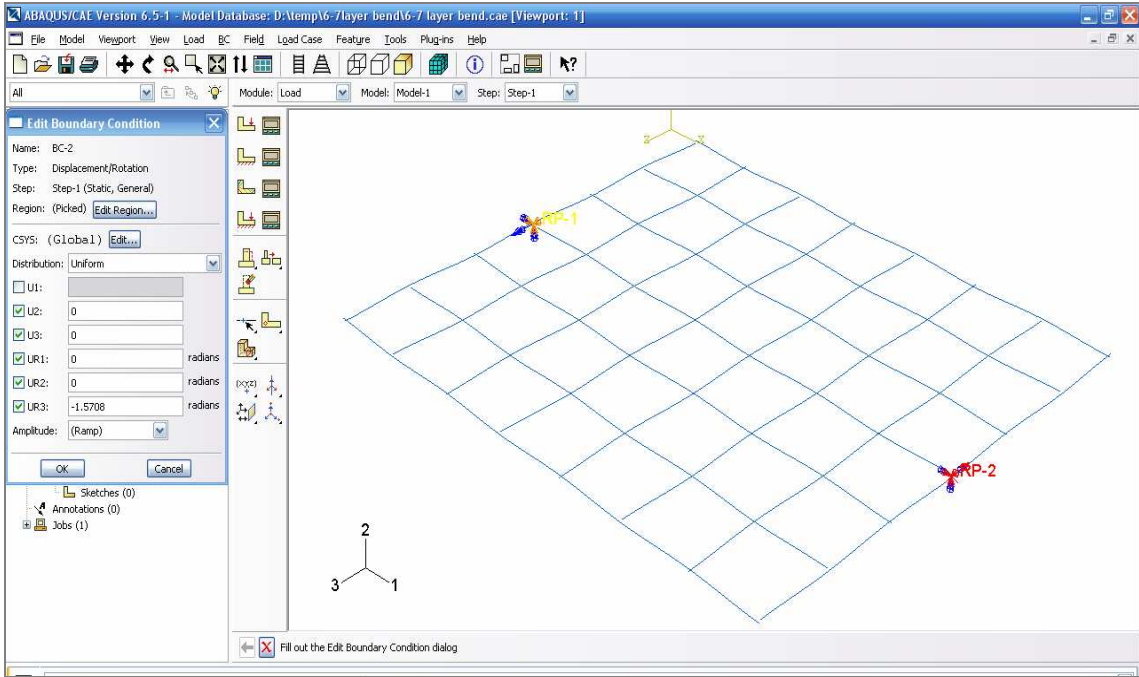 ABAQUS/CAE Version 6.5-1 - Model Database: D:\temp\6-7layer bend\6-7 layer bend.cae [Viewport: 1]
File Model Viewport View Load BC Field Load Case Feature Tools Plug-ins Help
All Module: Load Model: Model-1 Step: Step-1
Edit Boundary Condition
Name: BC-2
Type: Displacement/Rotation
Step: Step-1 (Static, General)
Region: (Picked) Edit Region...
CSYS: (Global) Edit...
Distribution: Uniform
U1:
U2: 0
U3: 0
UR1: 0 radians
UR2: 0 radians
UR3: -1.5708 radians
Amplitude: (Ramp)
OK Cancel
Sketches (0)
Annotations (0)
Jobs (1)
(XYZ)
Z X
RP-1
RP-2
2
3 1
Fill out the Edit Boundary Condition dialog